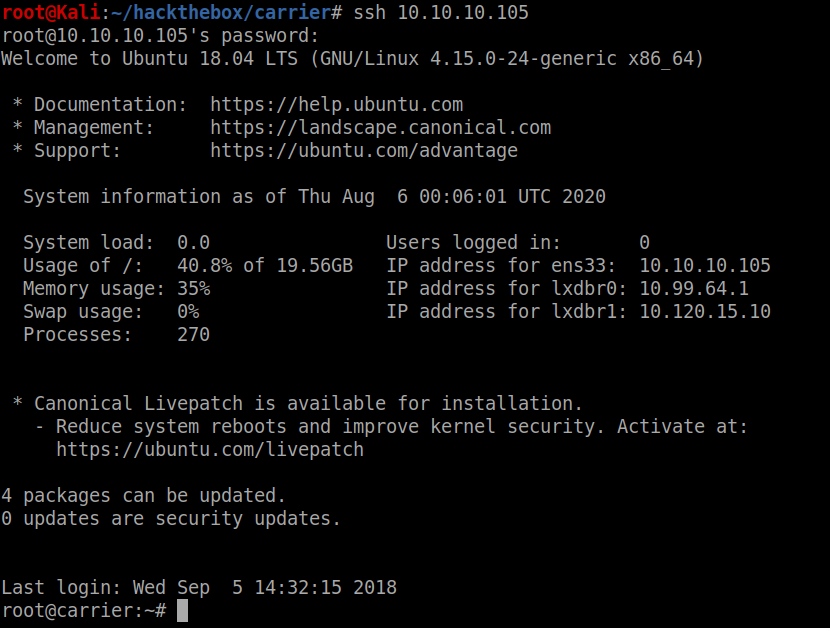 root@Kali:~/hackthebox/carrier# ssh 10.10.10.105
root@10.10.10.105's password:
Welcome to Ubuntu 18.04 LTS (GNU/Linux 4.15.0-24-generic x86_64)

 * Documentation:  https://help.ubuntu.com
 * Management:     https://landscape.canonical.com
 * Support:        https://ubuntu.com/advantage

  System information as of Thu Aug  6 00:06:01 UTC 2020

  System load:  0.0                Users logged in:       0
  Usage of /:   40.8% of 19.56GB   IP address for ens33:  10.10.10.105
  Memory usage: 35%                IP address for lxdbr0: 10.99.64.1
  Swap usage:   0%                 IP address for lxdbr1: 10.120.15.10
  Processes:    270


 * Canonical Livepatch is available for installation.
   - Reduce system reboots and improve kernel security. Activate at:
     https://ubuntu.com/livepatch

4 packages can be updated.
0 updates are security updates.


Last login: Wed Sep  5 14:32:15 2018
root@carrier:~#